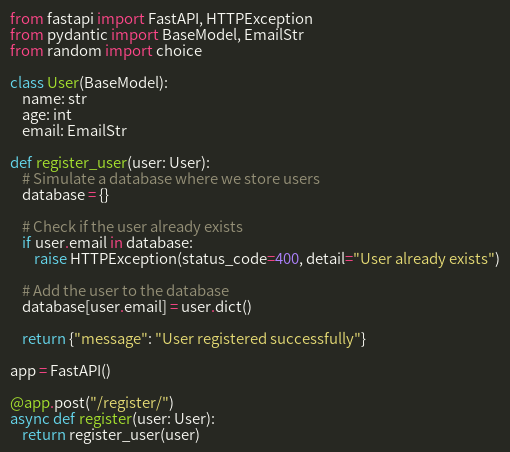 from fastapi import FastAPI, HTTPException
from pydantic import BaseModel, EmailStr
from random import choice

class User(BaseModel):
    name: str
    age: int
    email: EmailStr

def register_user(user: User):
    # Simulate a database where we store users
    database = {}

    # Check if the user already exists
    if user.email in database:
        raise HTTPException(status_code=400, detail="User already exists")

    # Add the user to the database
    database[user.email] = user.dict()

    return {"message": "User registered successfully"}

app = FastAPI()

@app.post("/register/")
async def register(user: User):
    return register_user(user)